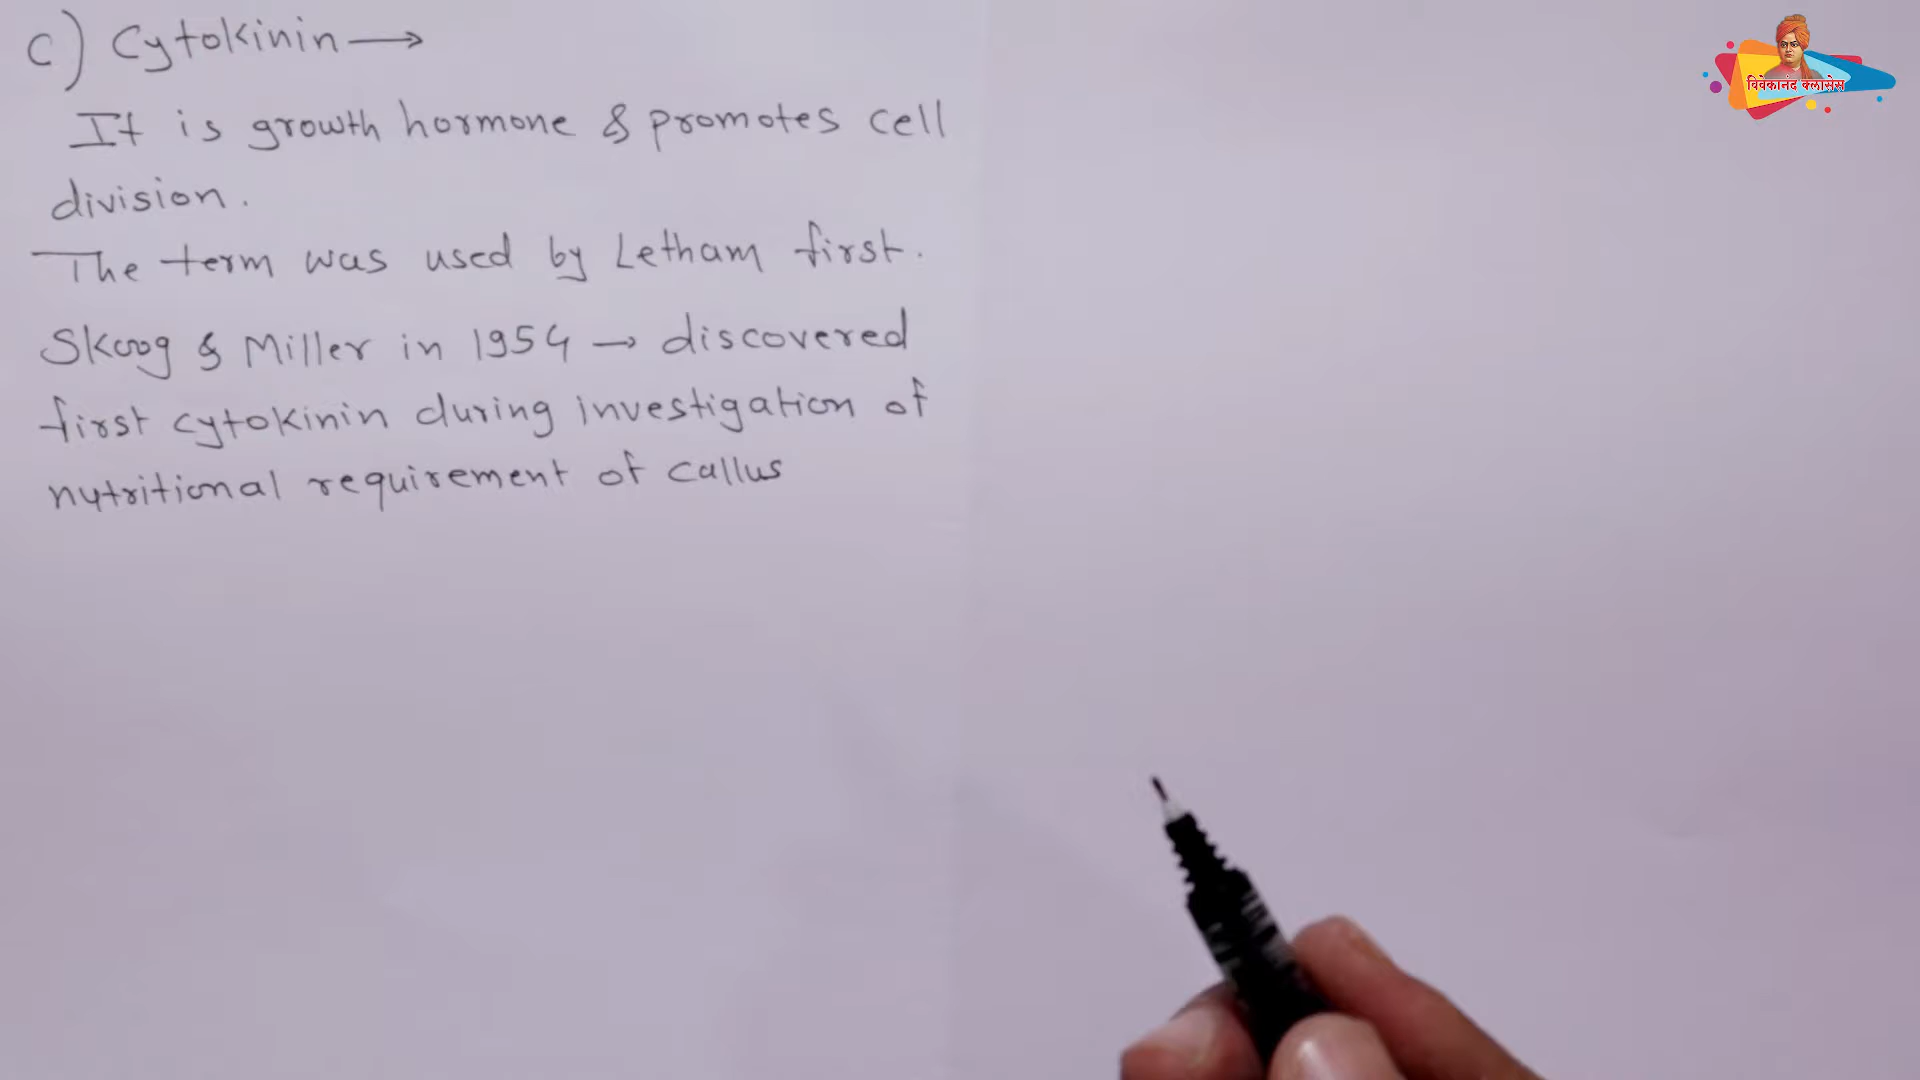 C) Cytokinin →
It is growth hormone & promotes cell
division.
The term was used by Letham first.
Skoog & Miller in 1954 → discovered
first cytokinin during investigation of
nutritional requirement of callus
विवेकानंद क्लासेस